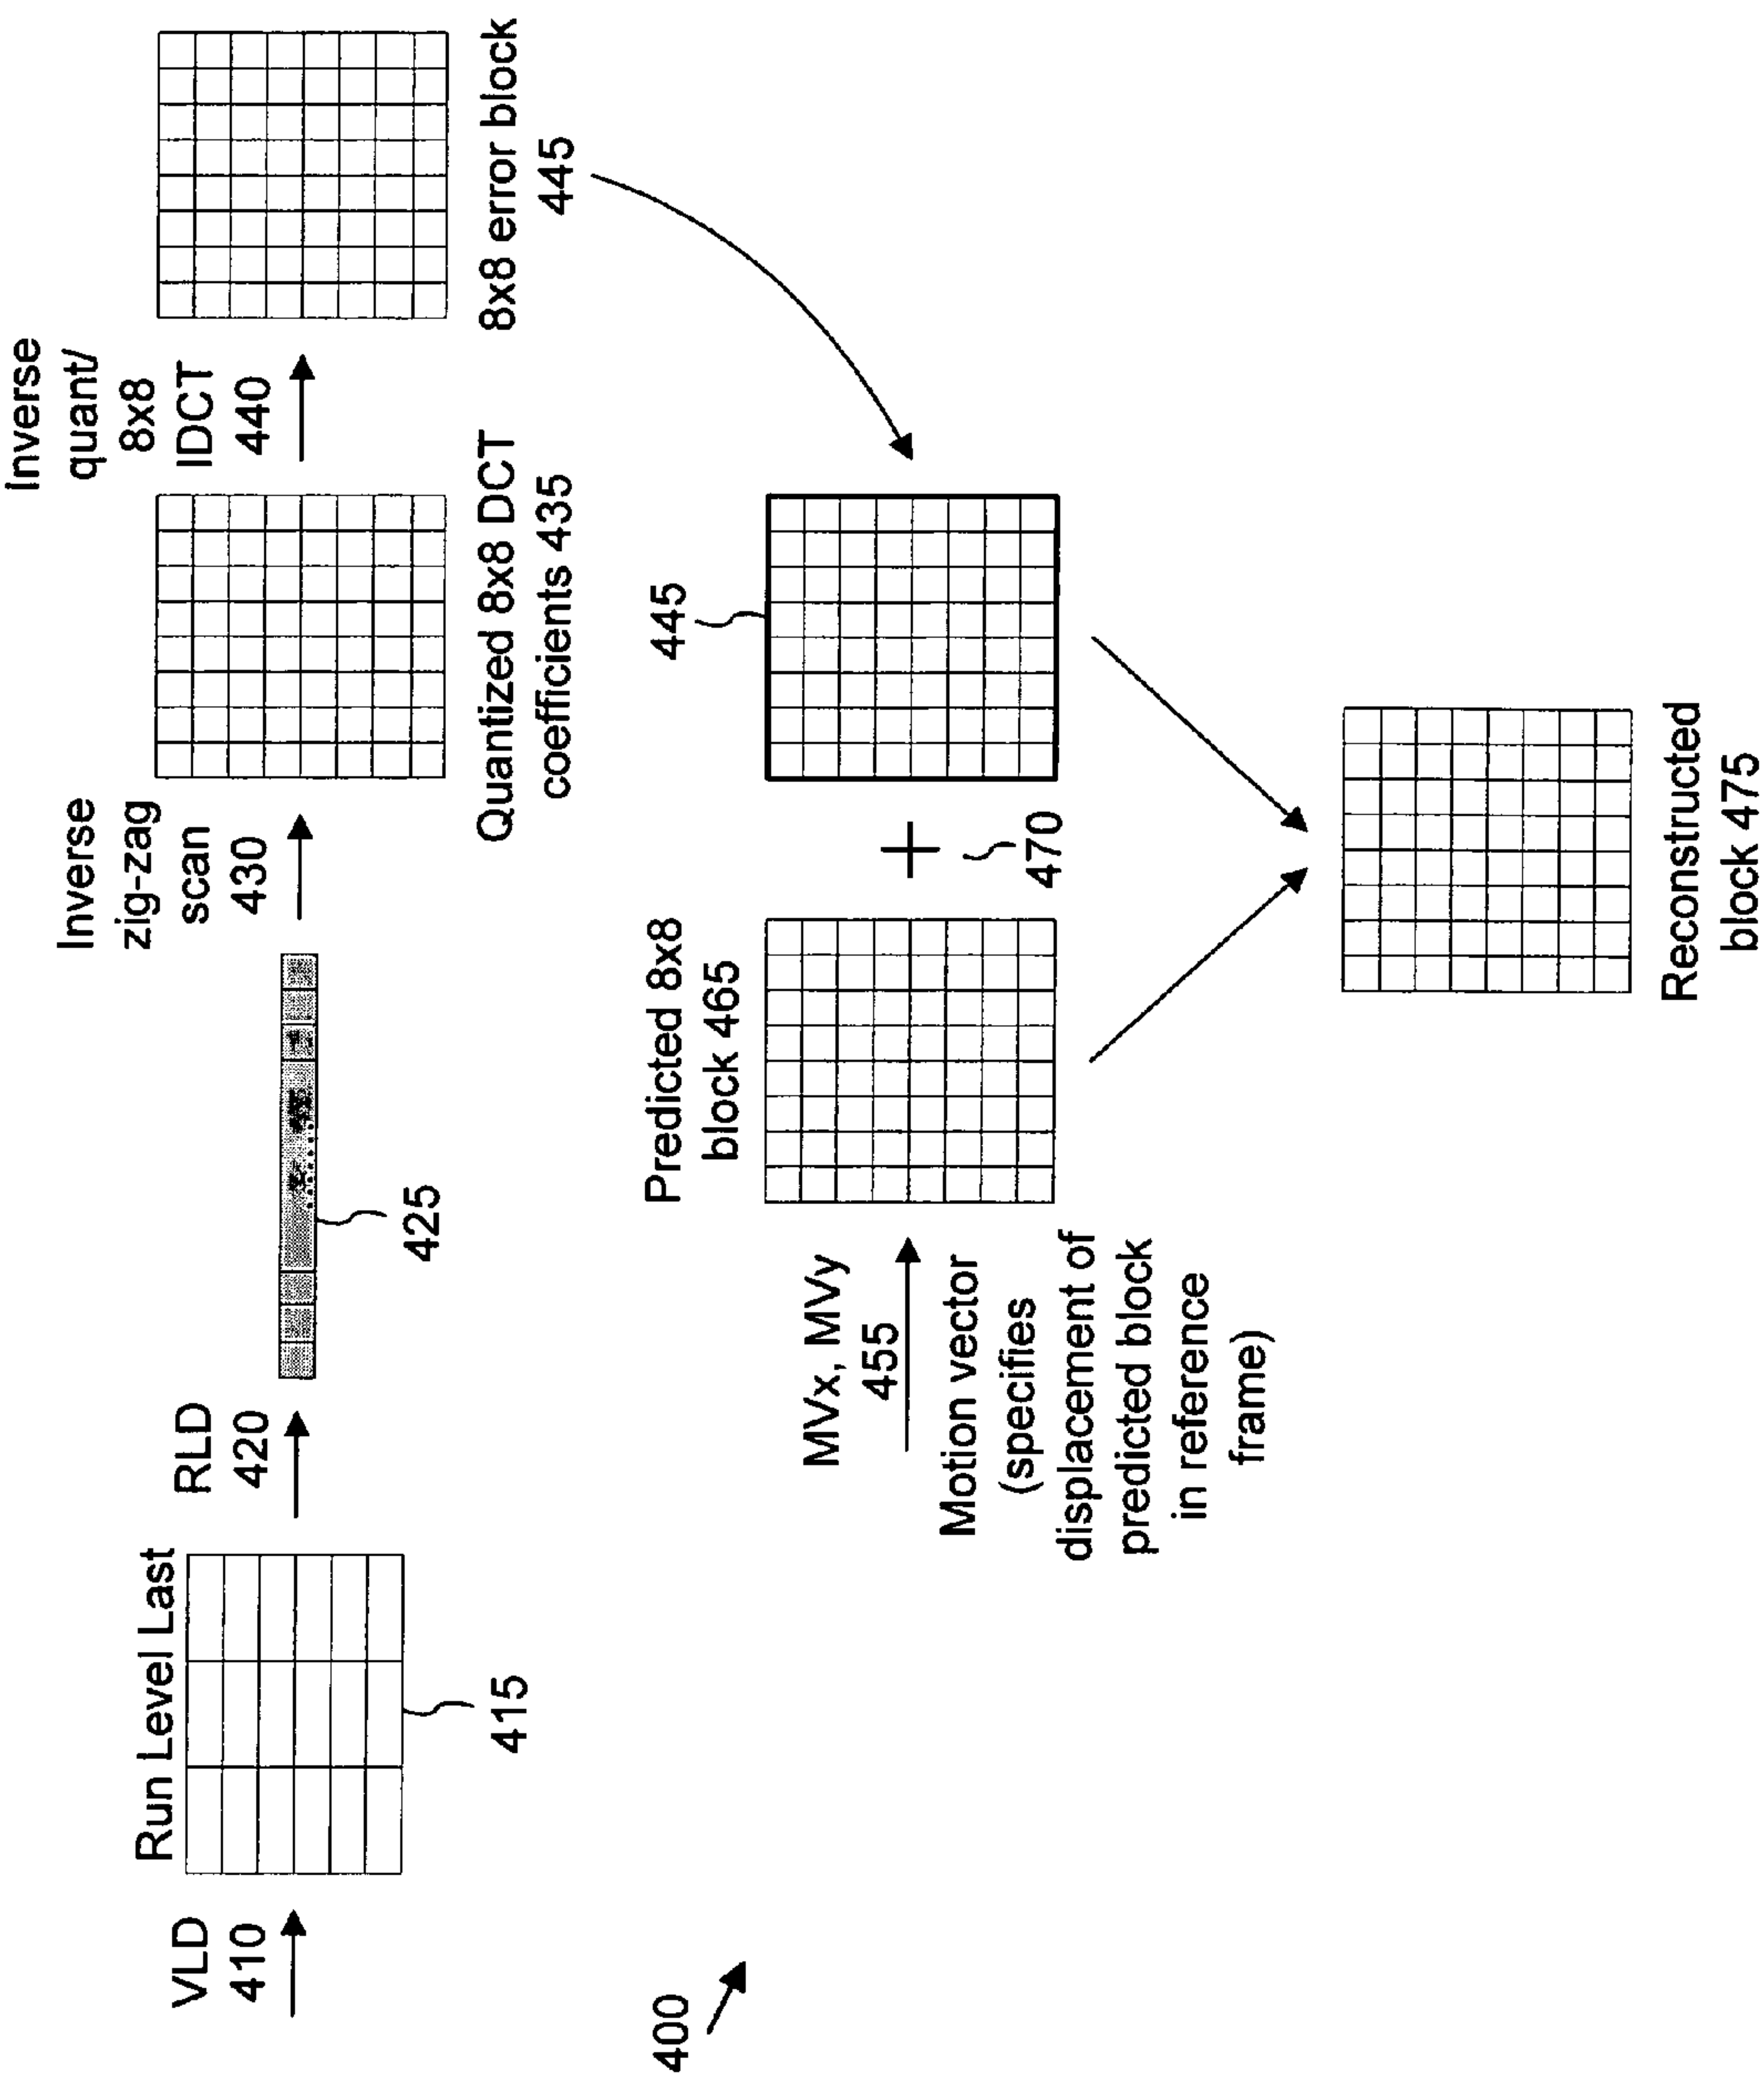 VLD
410
Run Level Last
415
RLD
420
425
Inverse
zig-zag
scan
430
Quantized 8x8 DCT
coefficients 435
Inverse
quant/
8x8
IDCT
440
8x8 error block
445
MVx, MVy
455
Motion vector
(specifies
displacement of
predicted block
in reference
frame)
Predicted 8x8
block 465
+
470
445
Reconstructed
block 475
400